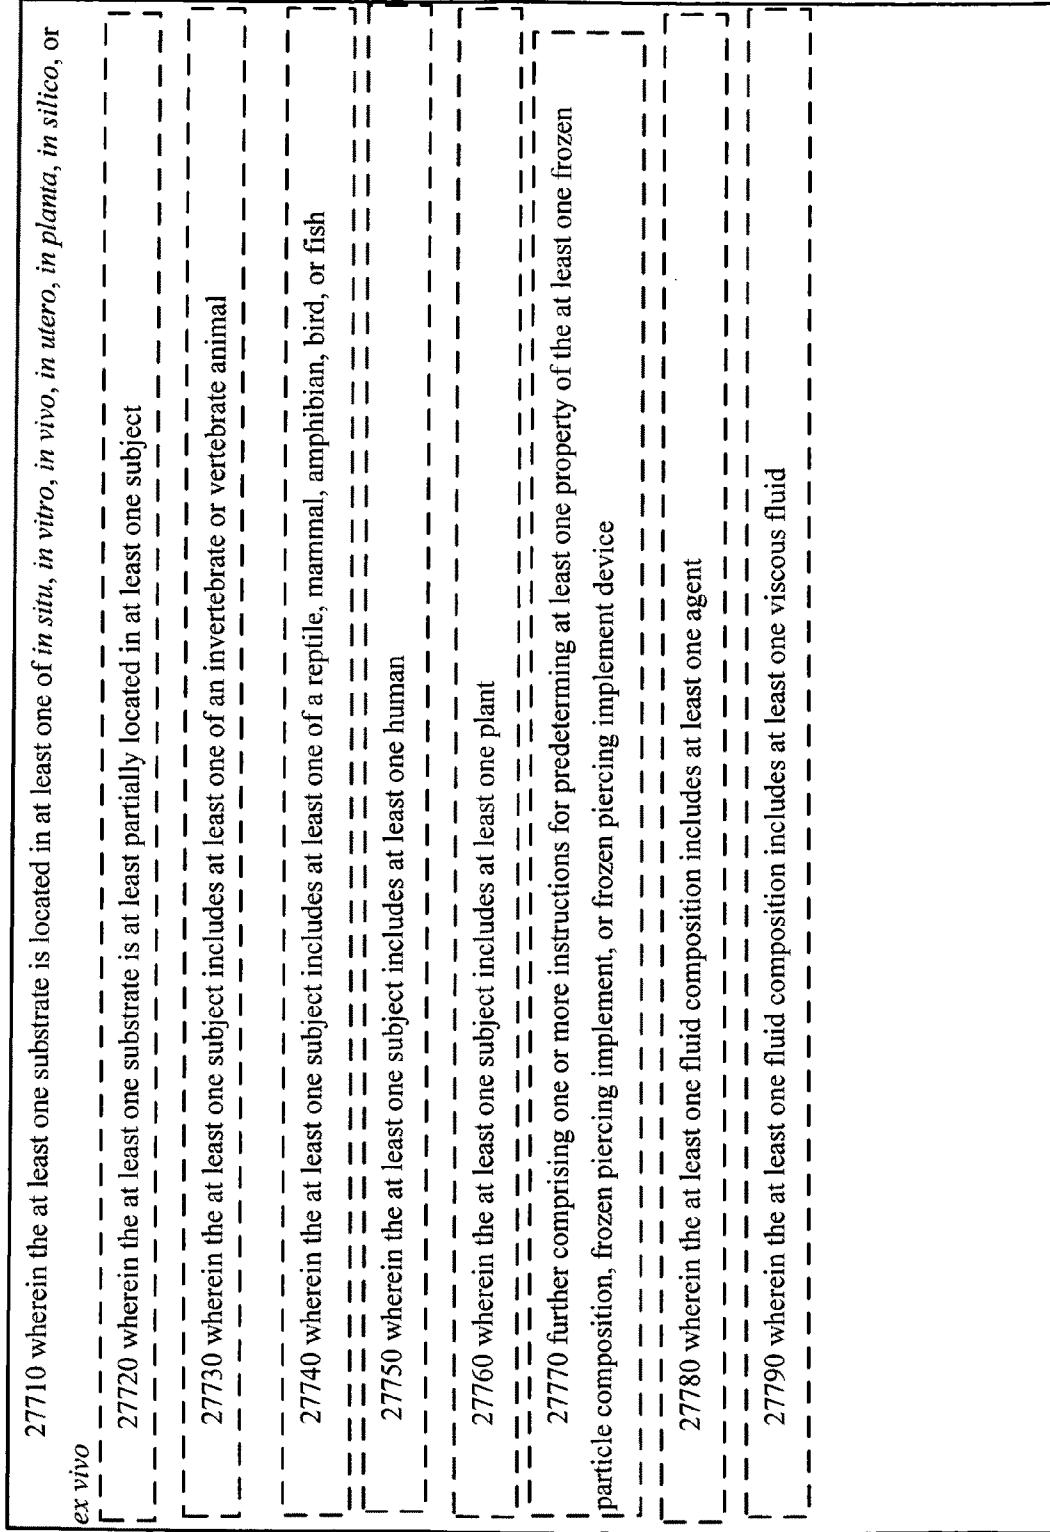 27710 wherein the at least one substrate is located in at least one of in situ, in vitro, in vivo, in utero, in planta, in silico, or
ex vivo
27720 wherein the at least one substrate is at least partially located in at least one subject
27730 wherein the at least one subject includes at least one of an invertebrate or vertebrate animal
27740 wherein the at least one subject includes at least one of a reptile, mammal, amphibian, bird, or fish
27750 wherein the at least one subject includes at least one human
27760 wherein the at least one subject includes at least one plant
27770 further comprising one or more instructions for predetermining at least one property of the at least one frozen
particle composition, frozen piercing implement, or frozen piercing implement device
27780 wherein the at least one fluid composition includes at least one agent
27790 wherein the at least one fluid composition includes at least one viscous fluid